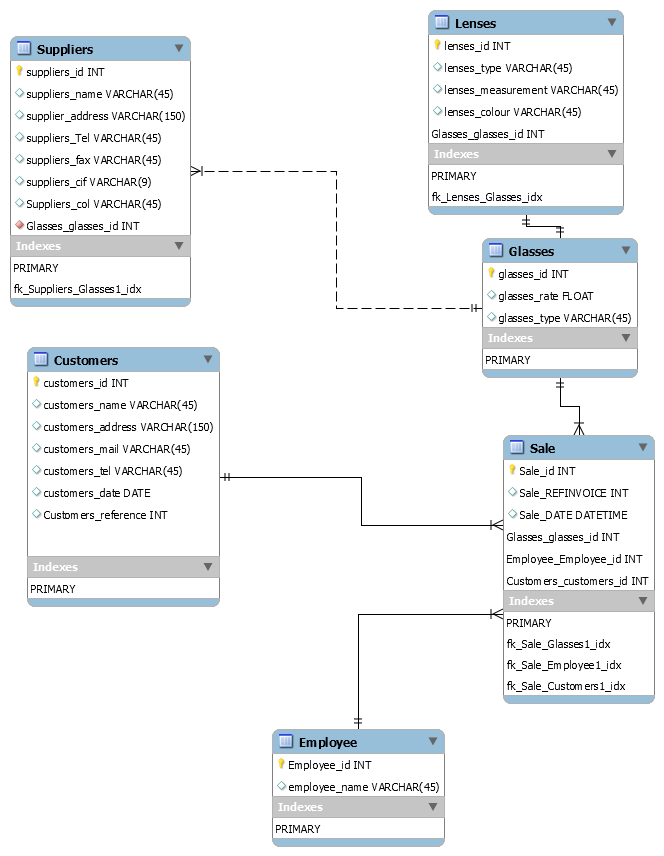 Suppliers
suppliers_id INT
suppliers_name VARCHAR(45)
supplier_address VARCHAR(150)
suppliers_Tel VARCHAR(45)
suppliers_fax VARCHAR(45)
suppliers_cif VARCHAR(9)
Suppliers_col VARCHAR(45)
Glasses_glasses_id INT
Indexes
PRIMARY
fk_Suppliers_Glasses1_idx
Lenses
lenses_id INT
lenses_type VARCHAR(45)
lenses_measurement VARCHAR(45)
lenses_colour VARCHAR(45)
Glasses_glasses_id INT
Indexes
PRIMARY
fk_Lenses_Glasses_idx
Glasses
glasses_id INT
glasses_rate FLOAT
glasses_type VARCHAR(45)
Indexes
PRIMARY
Customers
customers_id INT
customers_name VARCHAR(45)
customers_address VARCHAR(150)
customers_mail VARCHAR(45)
customers_tel VARCHAR(45)
customers_date DATE
Customers_reference INT
Indexes
PRIMARY
Sale
Sale_id INT
Sale_REFINVOICE INT
Sale_DATE DATETIME
Glasses_glasses_id INT
Employee_Employee_id INT
Customers_customers_id INT
Indexes
PRIMARY
fk_Sale_Glasses1_idx
fk_Sale_Employee1_idx
fk_Sale_Customers1_idx
Employee
Employee_id INT
employee_name VARCHAR(45)
Indexes
PRIMARY